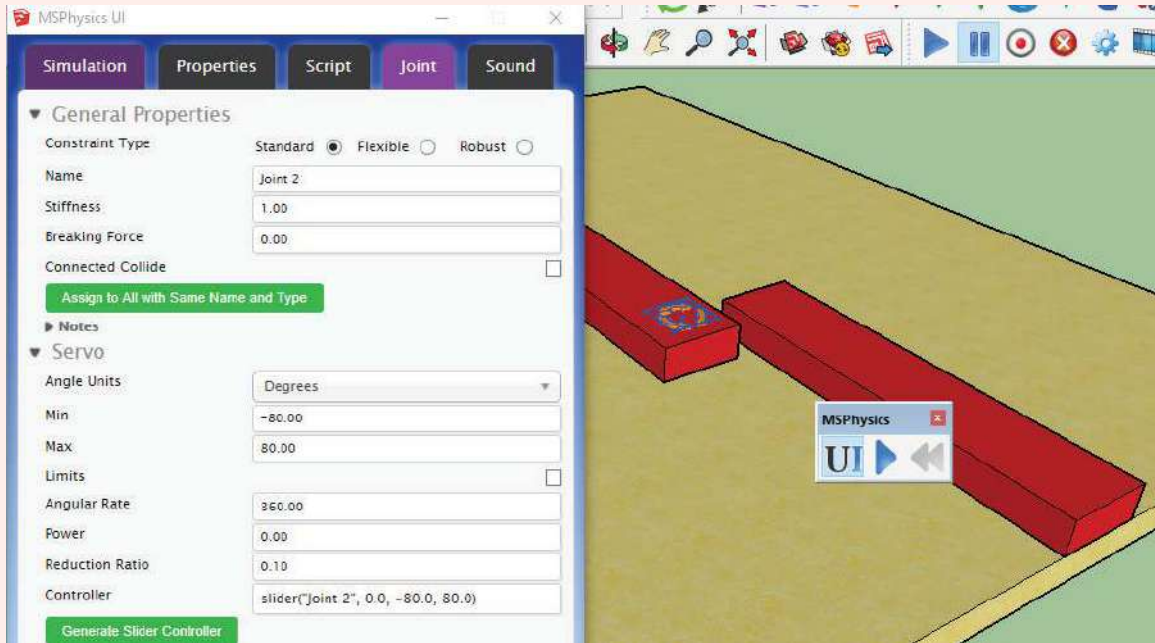 MSPhysics UI
Simulation Properties Script Joint Sound
General Properties
Constraint Type Standard Flexible Robust
Name Joint 2
Stiffness 1.00
Breaking Force 0.00
Connected Collide
Assign to All with Same Name and Type
Notes
Servo
Angle Units Degrees
Min -80.00
Max 80.00
Limits
Angular Rate 360.00
Power 0.00
Reduction Ratio 0.10
Controller slider("Joint 2", 0.0, -80.0, 80.0)
Generate Slider Controller
MSPhysics
UI